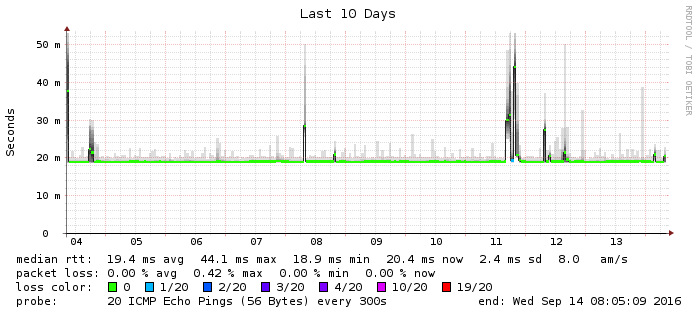 Last 10 Days
RRDTOOL / TOBI OETIKER
Seconds
50 m
40 m
30 m
20 m
10 m
0
04 05 06 07 08 09 10 11 12 13
median rtt: 19.4 ms avg 44.1 ms max 18.9 ms min 20.4 ms now 2.4 ms sd 8.0 am/s
packet loss: 0.00 % avg 0.42 % max 0.00 % min 0.00 % now
loss color: 0 1/20 2/20 3/20 4/20 10/20 19/20
probe: 20 ICMP Echo Pings (56 Bytes) every 300s end: Wed Sep 14 08:05:09 2016